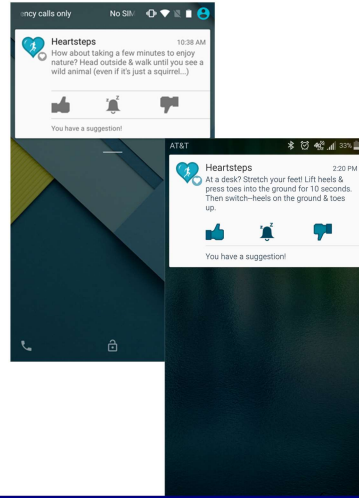 ency calls only
No SIM
Heartsteps
10:38 AM
How about taking a few minutes to enjoy
nature? Head outside & walk until you see a
wild animal (even if it's just a squirrel...)
z z
You have a suggestion!
AT&T
33%
Heartsteps
2:20 PM
At a desk? Stretch your feet! Lift heels &
press toes into the ground for 10 seconds.
Then switch–heels on the ground & toes
up.
z z
You have a suggestion!